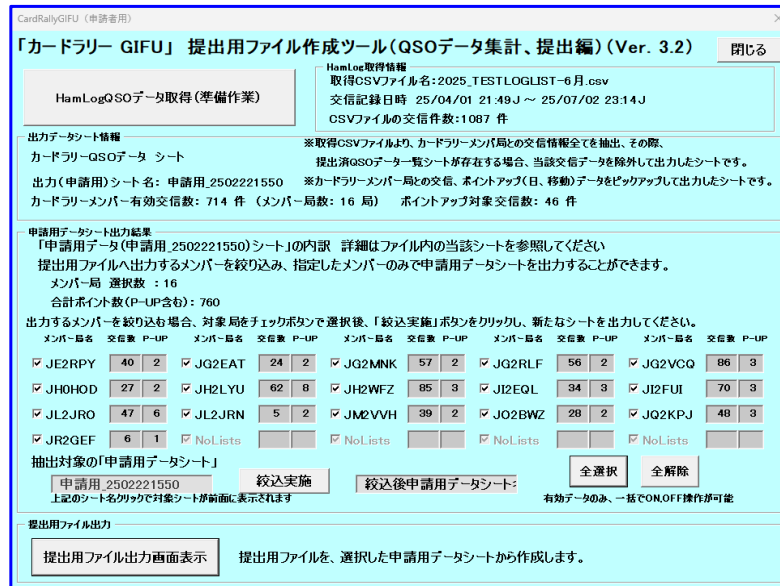 CardRallyGIFU (申請者用)
「カードラリー GIFU」 提出用ファイル作成ツール(QSOデータ集計、提出編)(Ver. 3.2)
閉じる
HamLogQSOデータ取得(準備作業)
HamLog取得情報
取得CSVファイル名:2025_TESTLOGLIST-6月.csv
交信記録日時 25/04/01 21:49J ~ 25/07/02 23:14J
CSVファイルの交信件数:1087 件
出力データシート情報
カードラリーQSOデータ シート
※取得CSVファイルより、カードラリーメンバ局との交信情報全てを抽出、その際、
提出済QSOデータ一覧シートが存在する場合、当該交信データを除外して出力したシートです。
出力(申請用)シート名: 申請用_2502221550 ※カードラリーメンバー局との交信、ポイントアップ(日、移動)データをピックアップして出力したシートです。
カードラリーメンバー有効交信数: 714 件 (メンバー局数: 16 局) ポイントアップ対象交信数: 46 件
申請用データシート出力結果
「申請用データ(申請用_2502221550)シート」の内訳 詳細はファイル内の当該シートを参照してください
提出用ファイルへ出力するメンバーを絞り込み、指定したメンバーのみで申請用データシートを出力することができます。
メンバー局 選択数 :16
合計ポイント数(P-UP含む): 760
出力するメンバーを絞り込む場合、対象局をチェックボタンで選択後、「絞込実施」ボタンをクリックし、新たなシートを出力してください。
メンバー局名 交信数 P-UP メンバー局名 交信数 P-UP メンバー局名 交信数 P-UP メンバー局名 交信数 P-UP メンバー局名 交信数 P-UP
JE2RPY 40 2 JG2EAT 24 2 JG2MNK 57 2 JG2RLF 56 2 JG2VCQ 86 3
JH0HOD 27 2 JH2LYU 62 8 JH2WFZ 85 3 JI2EQL 34 3 JI2FUI 70 3
JL2JRO 47 6 JL2JRN 5 2 JM2VVH 39 2 JO2BWZ 28 2 JQ2KPJ 48 3
JR2GEF 6 1 NoLists NoLists NoLists NoLists
抽出対象の「申請用データシート」
申請用_2502221550 絞込実施 絞込後申請用データシート 全選択 全解除
上記のシート名クリックで対象シートが前面に表示されます
有効データのみ、一括でON,OFF操作が可能
提出用ファイル出力
提出用ファイル出力画面表示 提出用ファイルを、選択した申請用データシートから作成します。